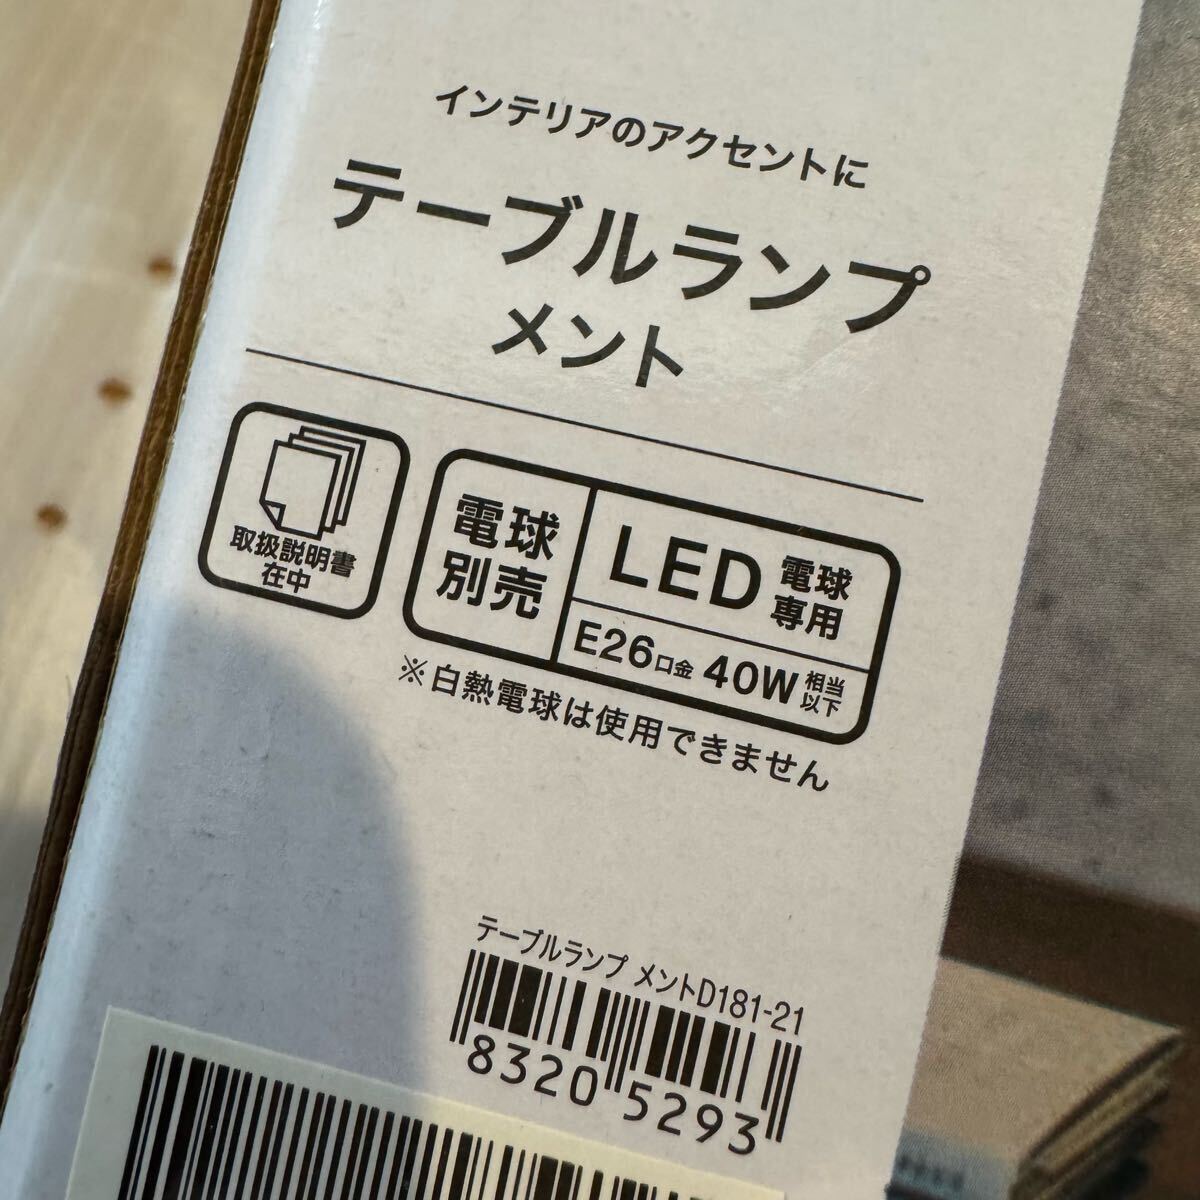 インテリアのアクセントに
テーブルランプ
メント
取扱説明書
在中
電球
別売
LED 電球
専用
E26口金 40W 相当
以下
※白熱電球は使用できません
テーブルランプ メントD181-21
8320 5293